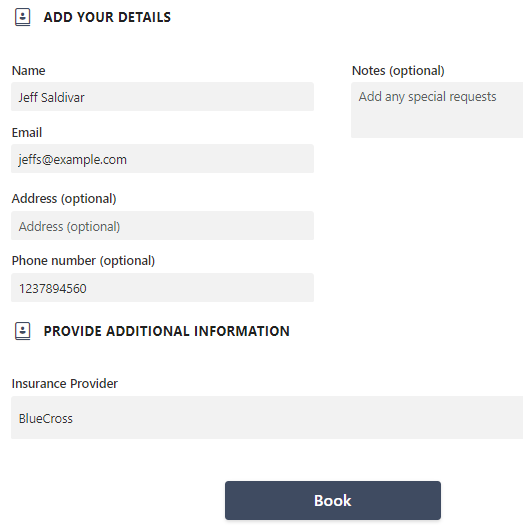 ADD YOUR DETAILS
Name
Jeff Saldivar
Email
jeffs@example.com
Address (optional)
Address (optional)
Phone number (optional)
1237894560
Notes (optional)
Add any special requests
PROVIDE ADDITIONAL INFORMATION
Insurance Provider
BlueCross
Book